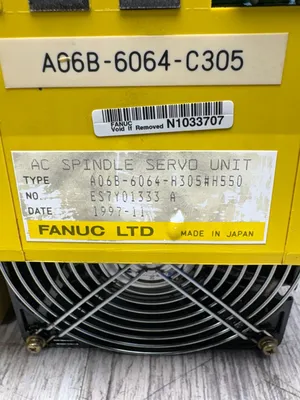 A06B-6064-C305
FANUC
Void If Removed N1033707
AC SPINDLE SERVO UNIT
TYPE A06B-6064-H305#H550
NO. ES7Y01333 A
DATE 1997-11
FANUC LTD MADE IN JAPAN